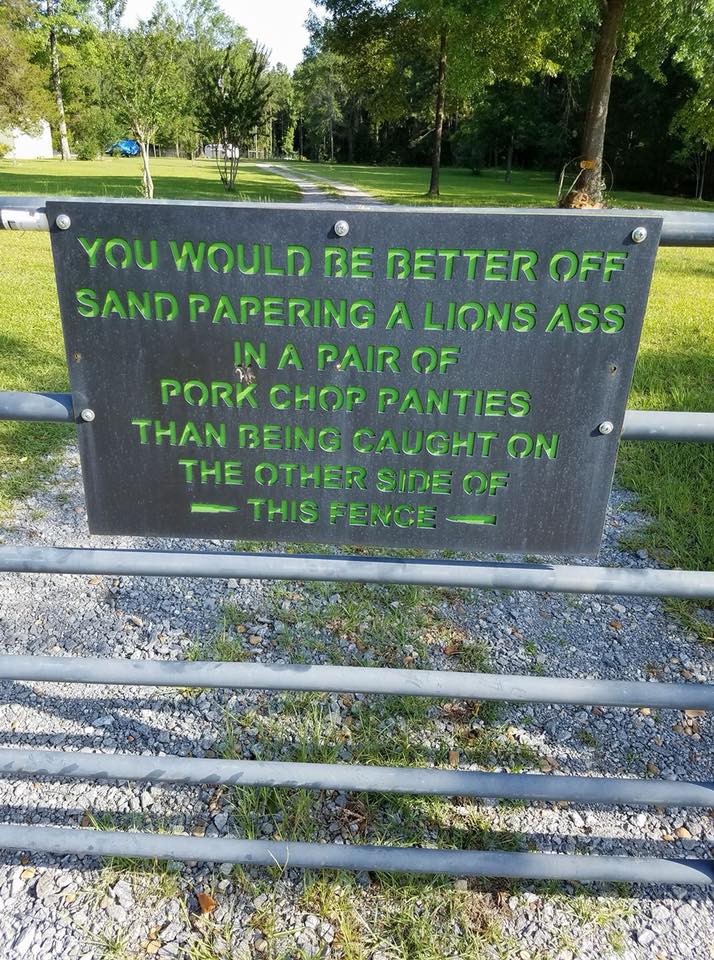 YOU WOULD BE BETTER OFF
SAND PAPERING A LIONS ASS
IN A PAIR OF
PORK CHOP PANTIES
THAN BEING CAUGHT ON
THE OTHER SIDE OF
THIS FENCE